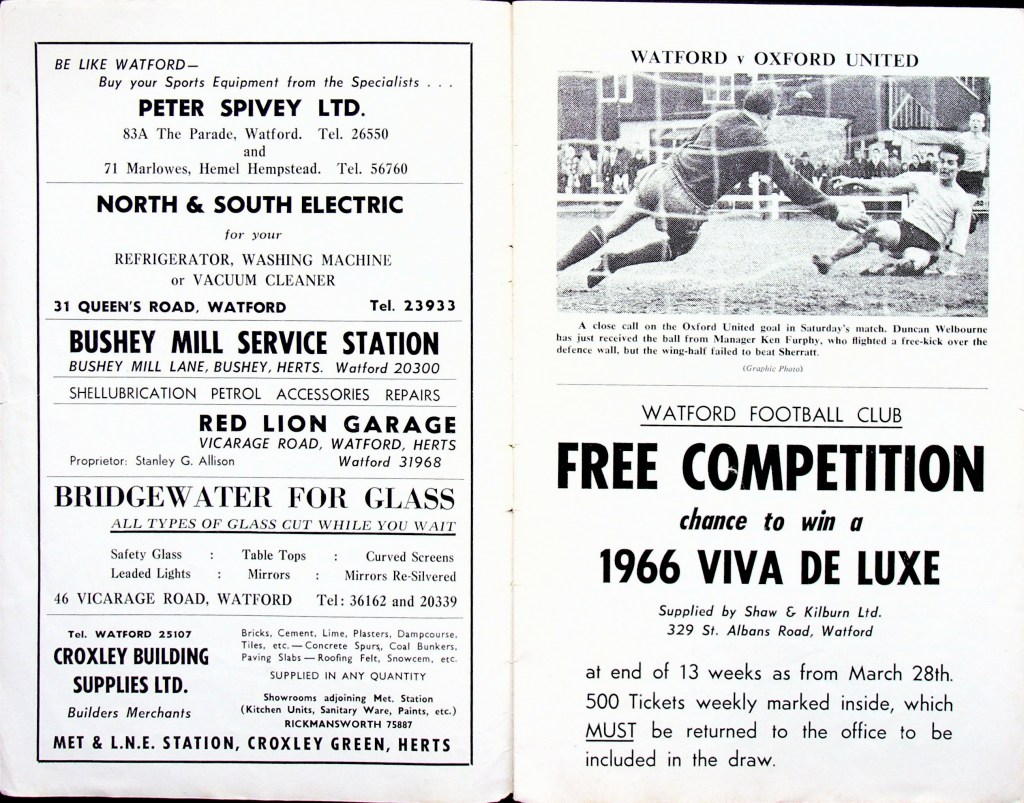 BE LIKE WATFORD—
Buy your Sports Equipment from the Specialists . . .
PETER SPIVEY LTD.
83A The Parade, Watford. Tel. 26550
and
71 Marlowes, Hemel Hempstead. Tel. 56760
NORTH & SOUTH ELECTRIC
for your
REFRIGERATOR, WASHING MACHINE
or VACUUM CLEANER
31 QUEEN'S ROAD, WATFORD Tel. 23933
BUSHEY MILL SERVICE STATION
BUSHEY MILL LANE, BUSHEY, HERTS. Watford 20300
SHELLUBRICATION PETROL ACCESSORIES REPAIRS
RED LION GARAGE
VICARAGE ROAD, WATFORD, HERTS
Proprietor: Stanley G. Allison Watford 31968
BRIDGEWATER FOR GLASS
ALL TYPES OF GLASS CUT WHILE YOU WAIT
Safety Glass : Table Tops : Curved Screens
Leaded Lights : Mirrors : Mirrors Re-Silvered
46 VICARAGE ROAD, WATFORD Tel: 36162 and 20339
Tel. WATFORD 25107
CROXLEY BUILDING
SUPPLIES LTD.
Builders Merchants
Bricks, Cement, Lime, Plasters, Dampcourse,
Tiles, etc.—Concrete Spurs, Coal Bunkers,
Paving Slabs—Roofing Felt, Snowcem, etc.
SUPPLIED IN ANY QUANTITY
Showrooms adjoining Met. Station
(Kitchen Units, Sanitary Ware, Paints, etc.)
RICKMANSWORTH 75887
MET & L.N.E. STATION, CROXLEY GREEN, HERTS
WATFORD v OXFORD UNITED
A close call on the Oxford United goal in Saturday's match. Duncan Welbourne
has just received the ball from Manager Ken Furphy, who flighted a free-kick over the
defence wall, but the wing-half failed to beat Sherratt.
(Graphic Photo)
WATFORD FOOTBALL CLUB
FREE COMPETITION
chance to win a
1966 VIVA DE LUXE
Supplied by Shaw & Kilburn Ltd.
329 St. Albans Road, Watford
at end of 13 weeks as from March 28th.
500 Tickets weekly marked inside, which
MUST be returned to the office to be
included in the draw.